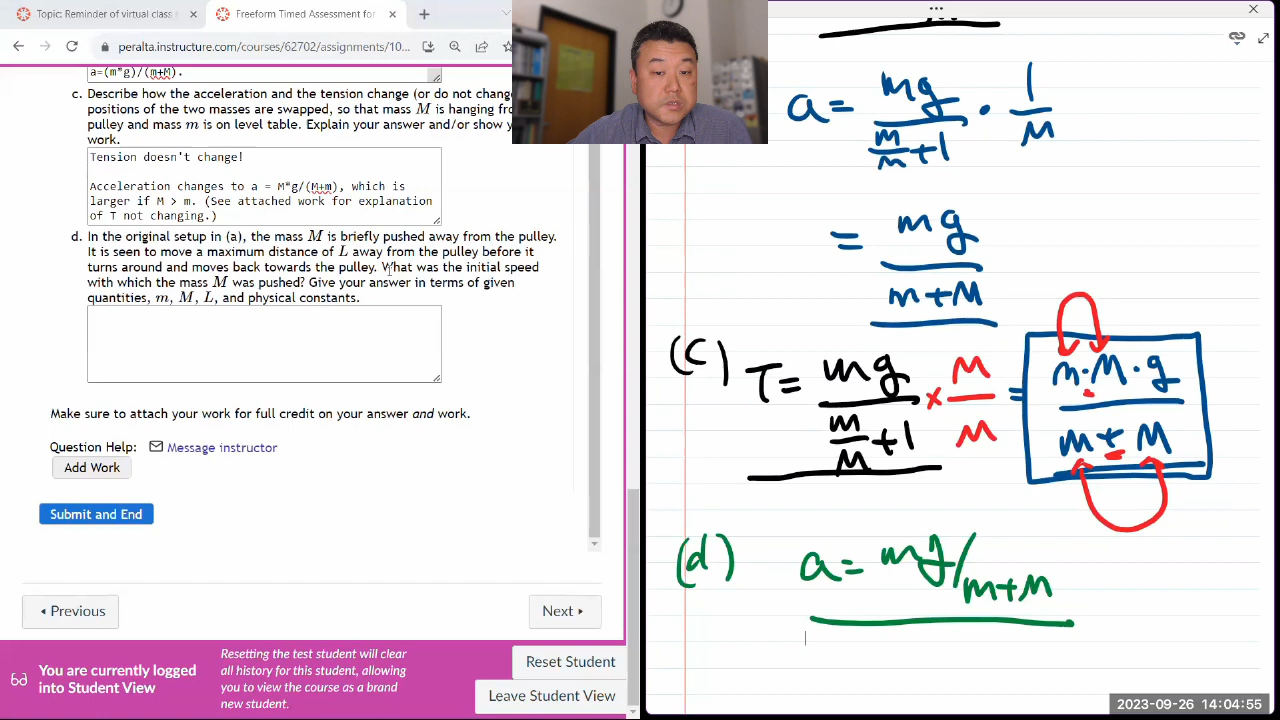 Topic Reminder of virtual class
Freeform Timed Assessment for
peralta.instructure.com/courses/62702/assignments/10...
a=(m*g)/(m+M).
c. Describe how the acceleration and the tension change (or do not change
positions of the two masses are swapped, so that mass M is hanging fr
pulley and mass m is on level table. Explain your answer and/or show y
work.
Tension doesn't change!
Acceleration changes to a = M*g/(M+m), which is
larger if M > m. (See attached work for explanation
of T not changing.)
d. In the original setup in (a), the mass M is briefly pushed away from the pulley.
It is seen to move a maximum distance of L away from the pulley before it
turns around and moves back towards the pulley. What was the initial speed
with which the mass M was pushed? Give your answer in terms of given
quantities, m, M, L, and physical constants.
Make sure to attach your work for full credit on your answer and work.
Question Help: Message instructor
Add Work
Submit and End
Previous
Next
You are currently logged
into Student View
Resetting the test student will clear
all history for this student, allowing
you to view the course as a brand
new student.
Reset Student
Leave Student View
a = mg / (m/m + 1) · 1/M
= mg / (m+M)
(c) T = mg / (m/M + 1) × M/M = m·M·g / (m+M)
(d) a = mg/m+M
2023-09-26 14:04:55